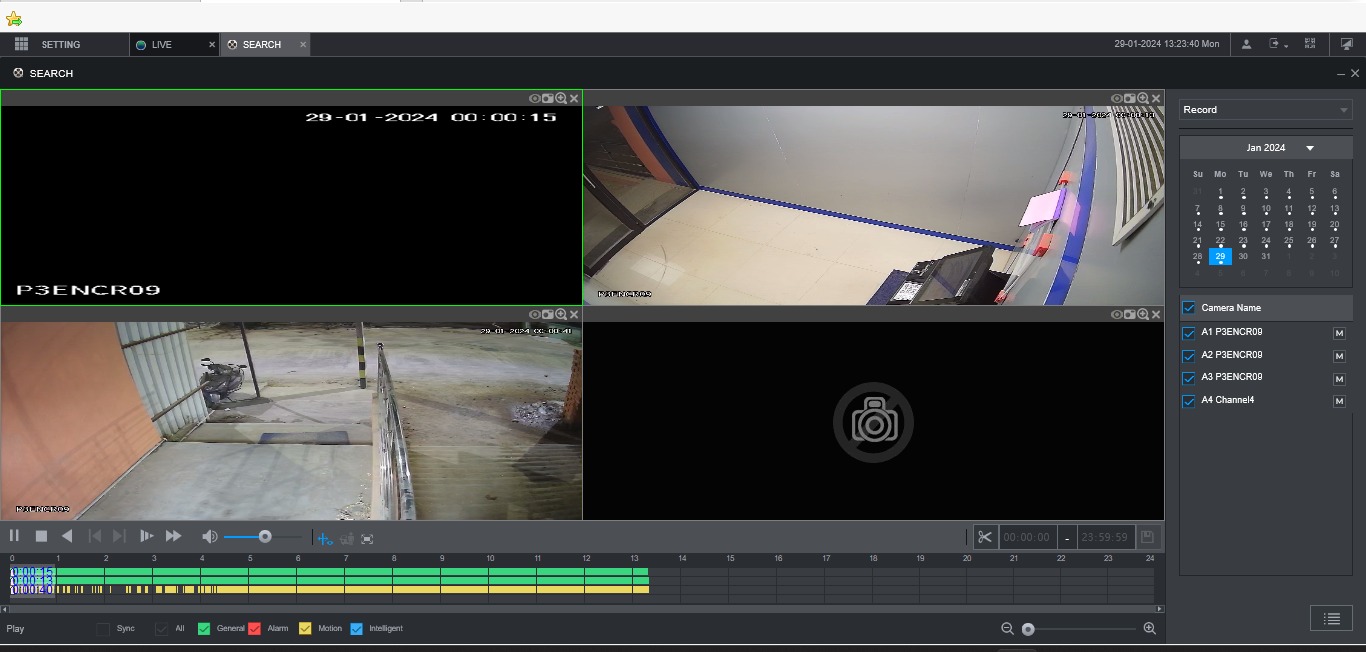 SETTING LIVE × SEARCH × 29-01-2024 13:23:40 Mon
SEARCH
29-01-2024 00:00:15
P3ENCR09
P3ENCR09
P3ENCR09
Record
Jan 2024
Su Mo Tu We Th Fr Sa
31 1 2 3 4 5 6
7 8 9 10 11 12 13
14 15 16 17 18 19 20
21 22 23 24 25 26 27
28 29 30 31 1 2 3
4 5 6 7 8 9 10
Camera Name
A1 P3ENCR09 M
A2 P3ENCR09 M
A3 P3ENCR09 M
A4 Channel4 M
00:00:00 - 23:59:59
0 1 2 3 4 5 6 7 8 9 10 11 12 13 14 15 16 17 18 19 20 21 22 23 24
0:00:15
0:00:13
0:00:40
Play Sync All General Alarm Motion Intelligent